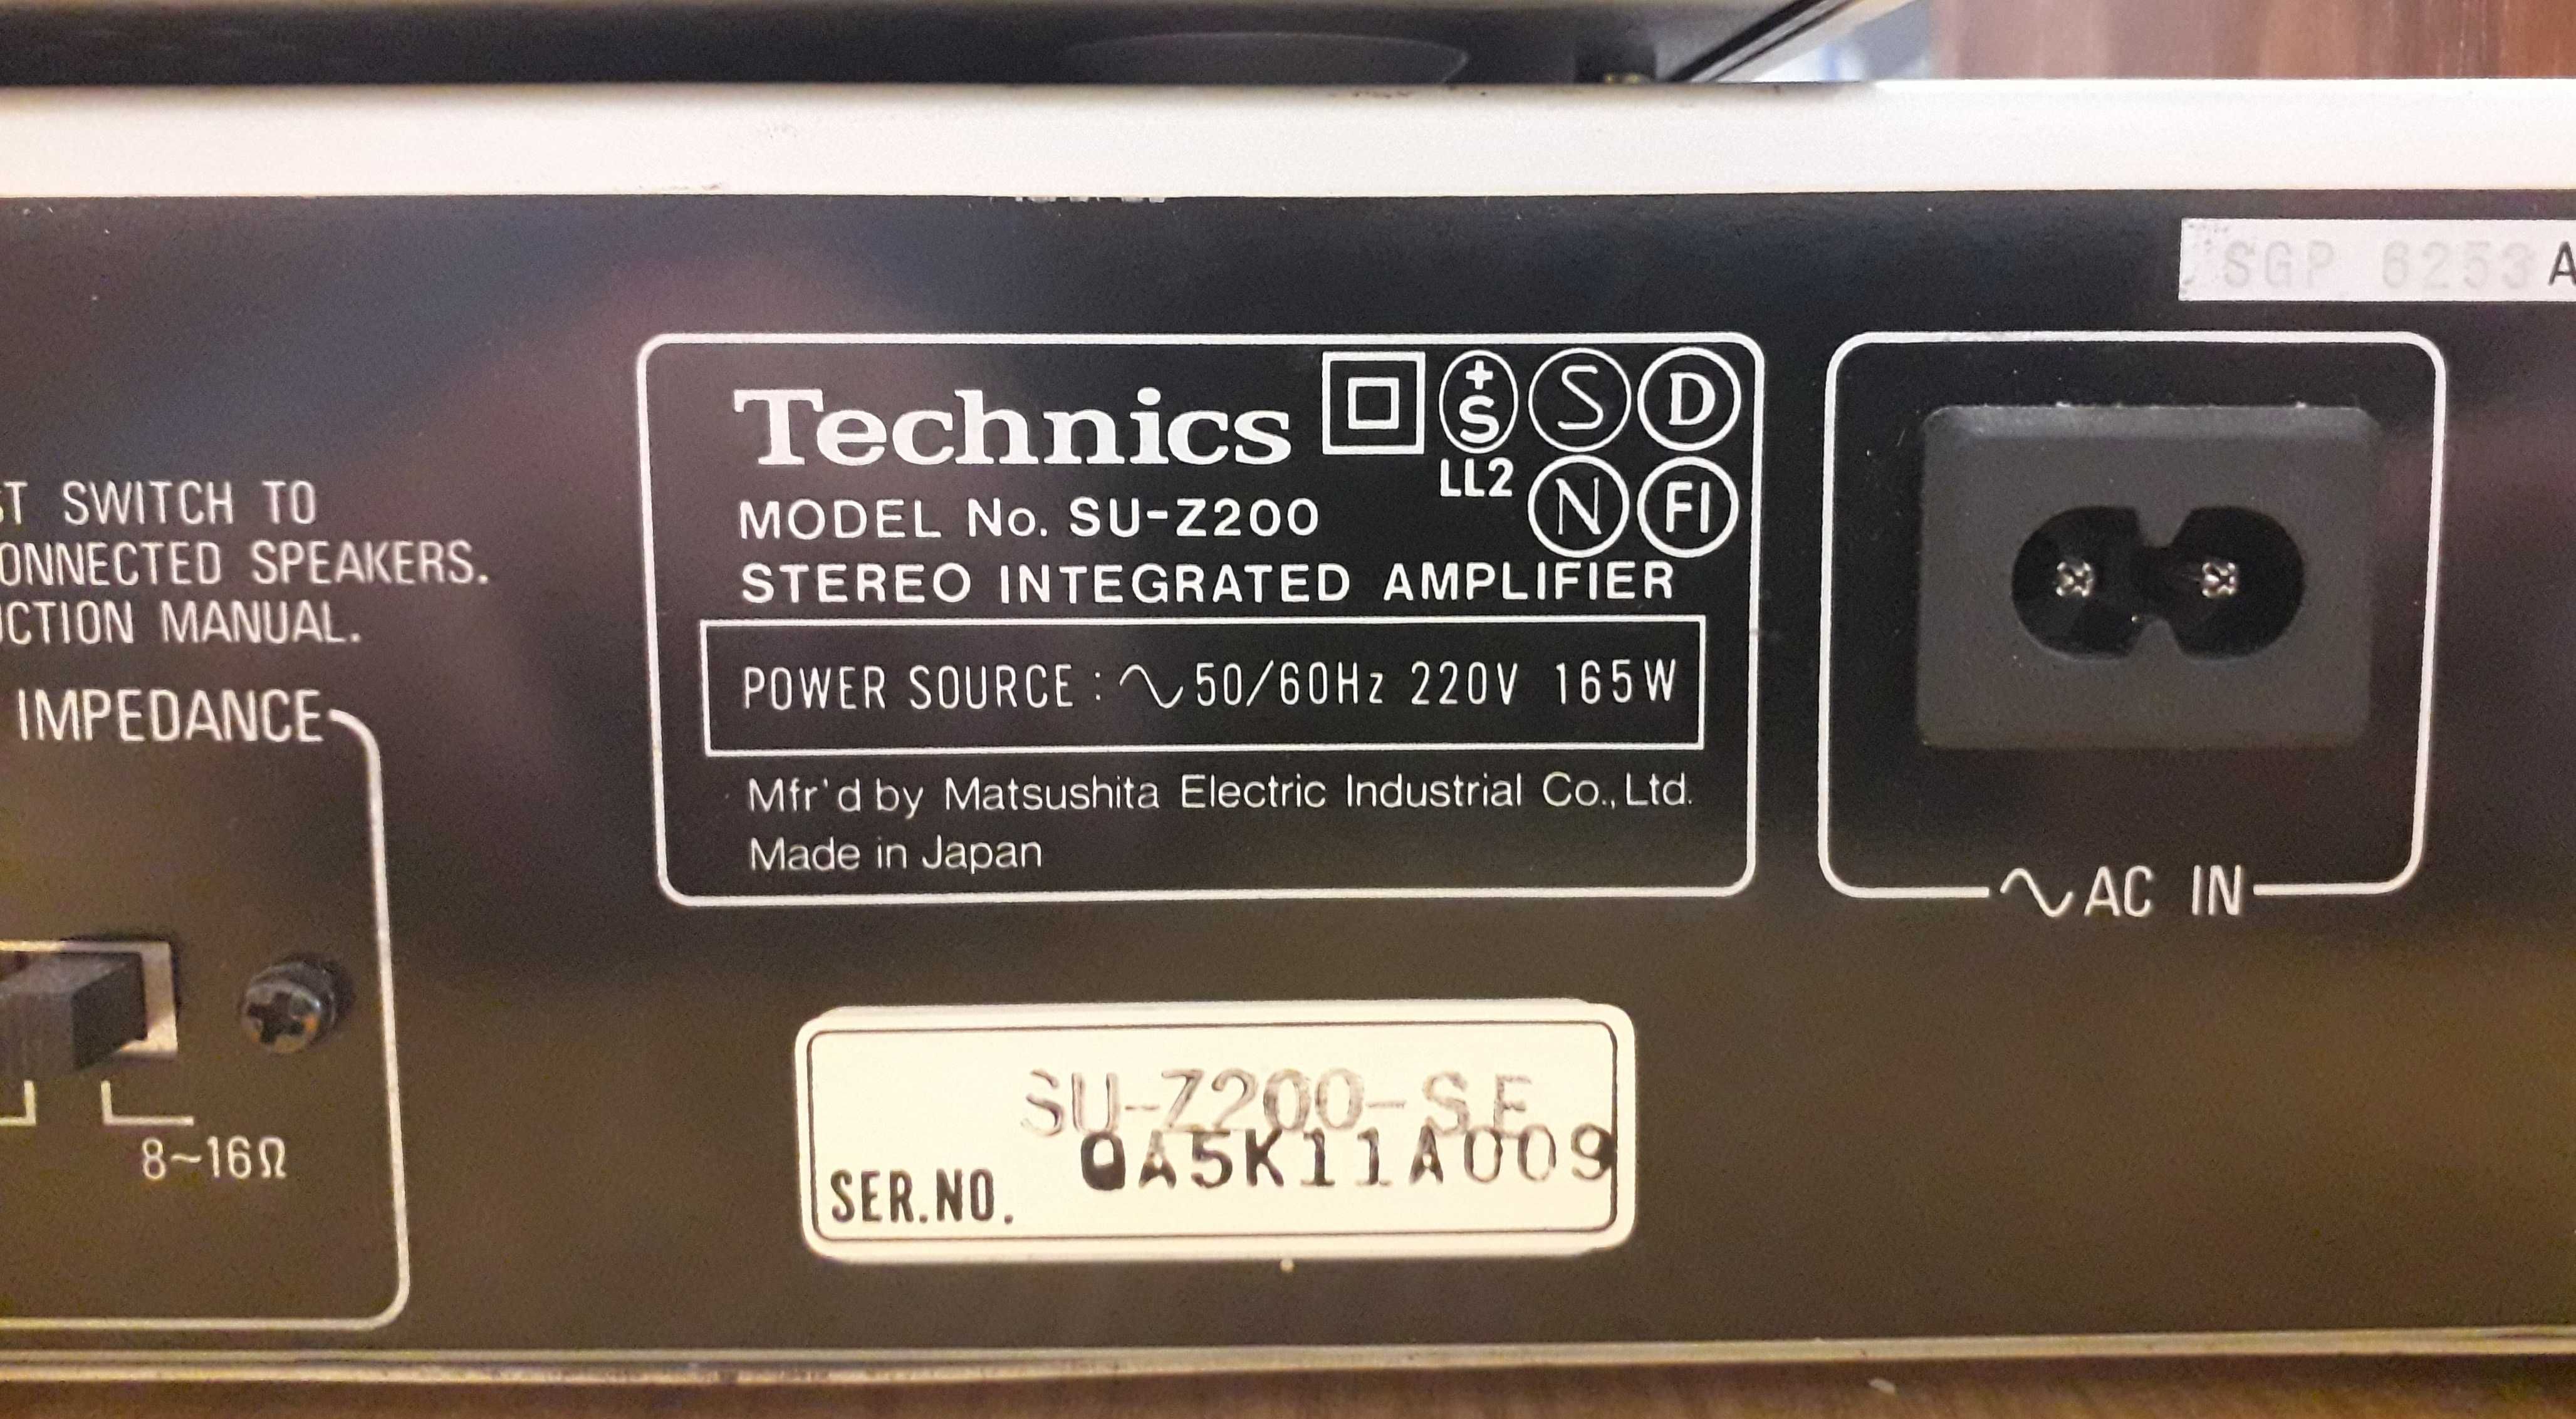 SGP 6253 A
Technics
+S S D
LL2 N FI
MODEL No. SU-Z200
STEREO INTEGRATED AMPLIFIER
POWER SOURCE : ∿50/60Hz 220V 165W
Mfr'd by Matsushita Electric Industrial Co., Ltd.
Made in Japan
ST SWITCH TO
ONNECTED SPEAKERS.
UCTION MANUAL.
IMPEDANCE
8~16Ω
∿AC IN
SU-Z200-
SER.NO. QA5K11A009